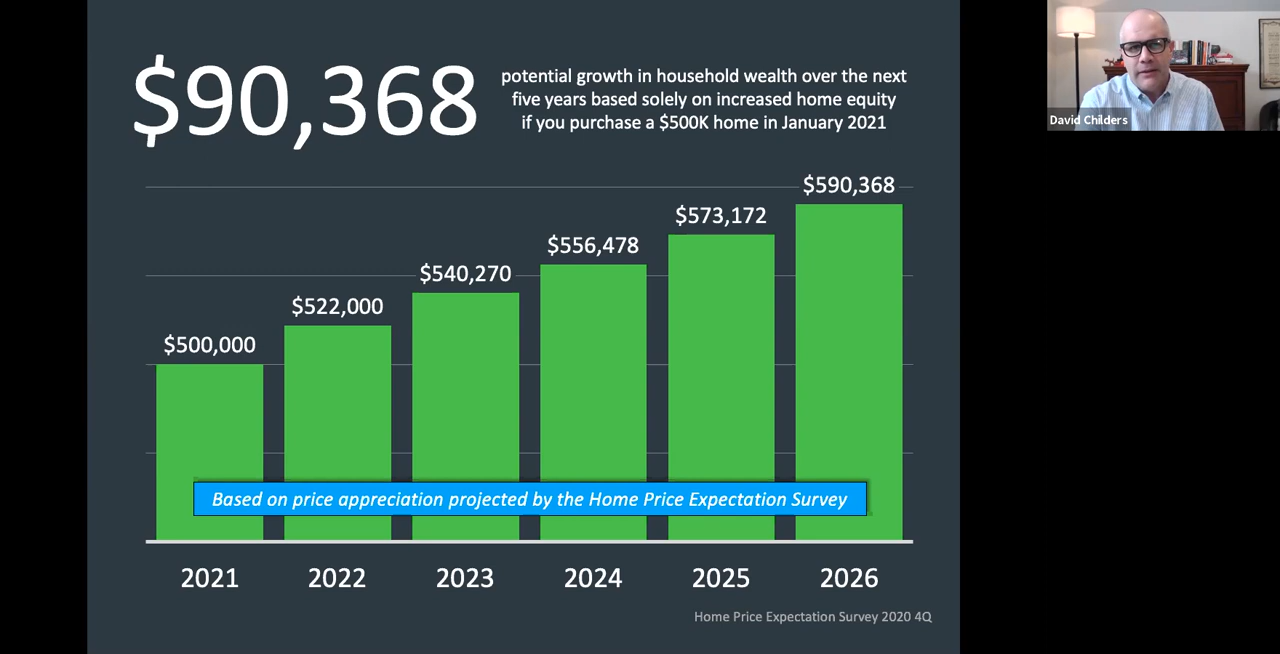 $90,368
potential growth in household wealth over the next
five years based solely on increased home equity
if you purchase a $500K home in January 2021
David Childers
$590,368
$573,172
$556,478
$540,270
$522,000
$500,000
Based on price appreciation projected by the Home Price Expectation Survey
2021 2022 2023 2024 2025 2026
Home Price Expectation Survey 2020 4Q